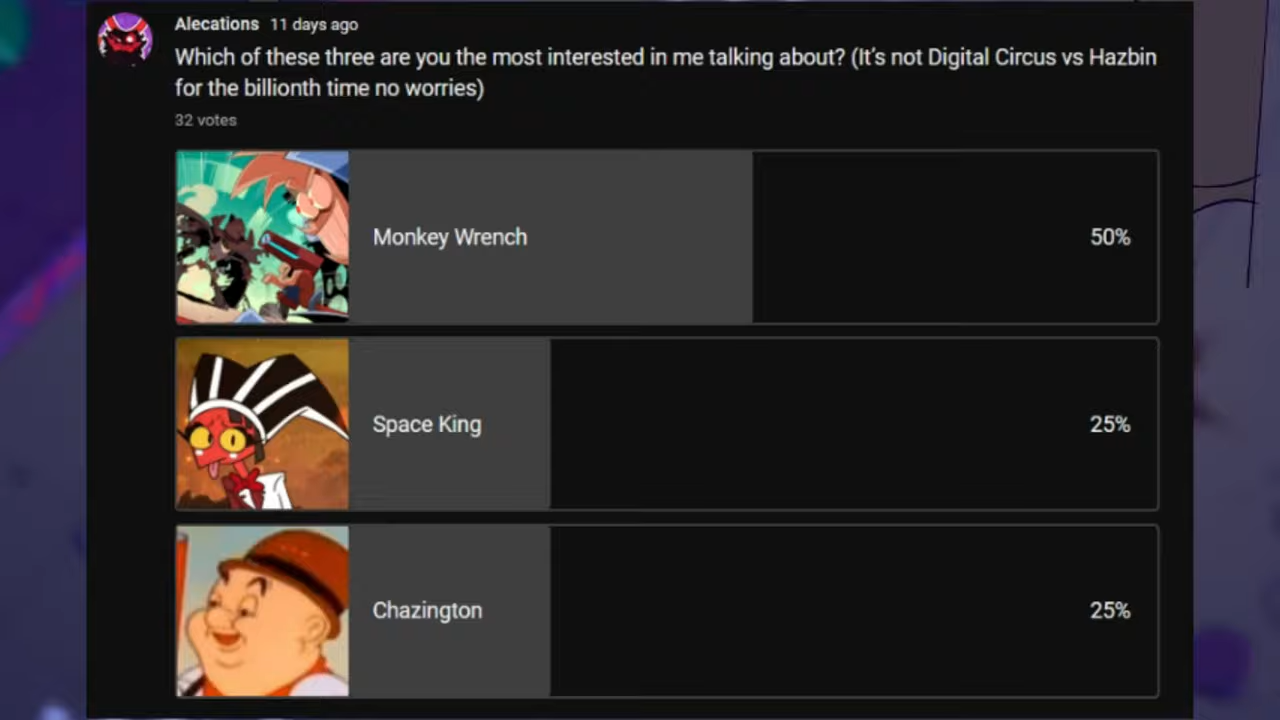 Alecations 11 days ago
Which of these three are you the most interested in me talking about? (It's not Digital Circus vs Hazbin
for the billionth time no worries)
32 votes
Monkey Wrench 50%
Space King 25%
Chazington 25%